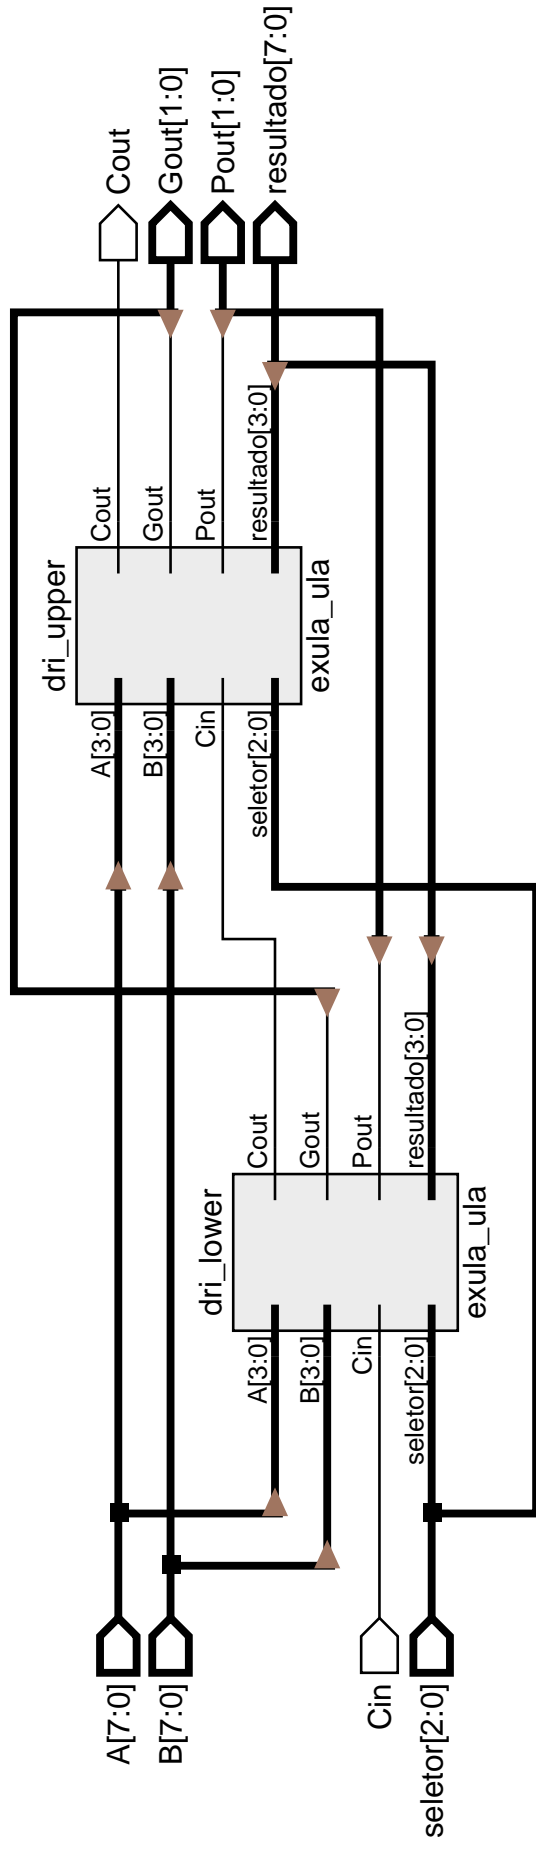 A[7:0]
B[7:0]
Cin
seletor[2:0]
dri_lower
A[3:0]
B[3:0]
Cin
seletor[2:0]
Cout
Gout
Pout
resultado[3:0]
exula_ula
dri_upper
A[3:0]
B[3:0]
Cin
seletor[2:0]
Cout
Gout
Pout
resultado[3:0]
exula_ula
Cout
Gout[1:0]
Pout[1:0]
resultado[7:0]